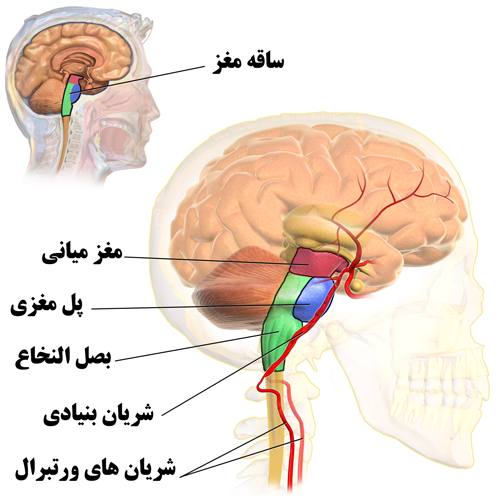 ساقه مغز
مغز میانی
پل مغزی
بصل النخاع
شریان بنیادی
شریان های ورتبرال